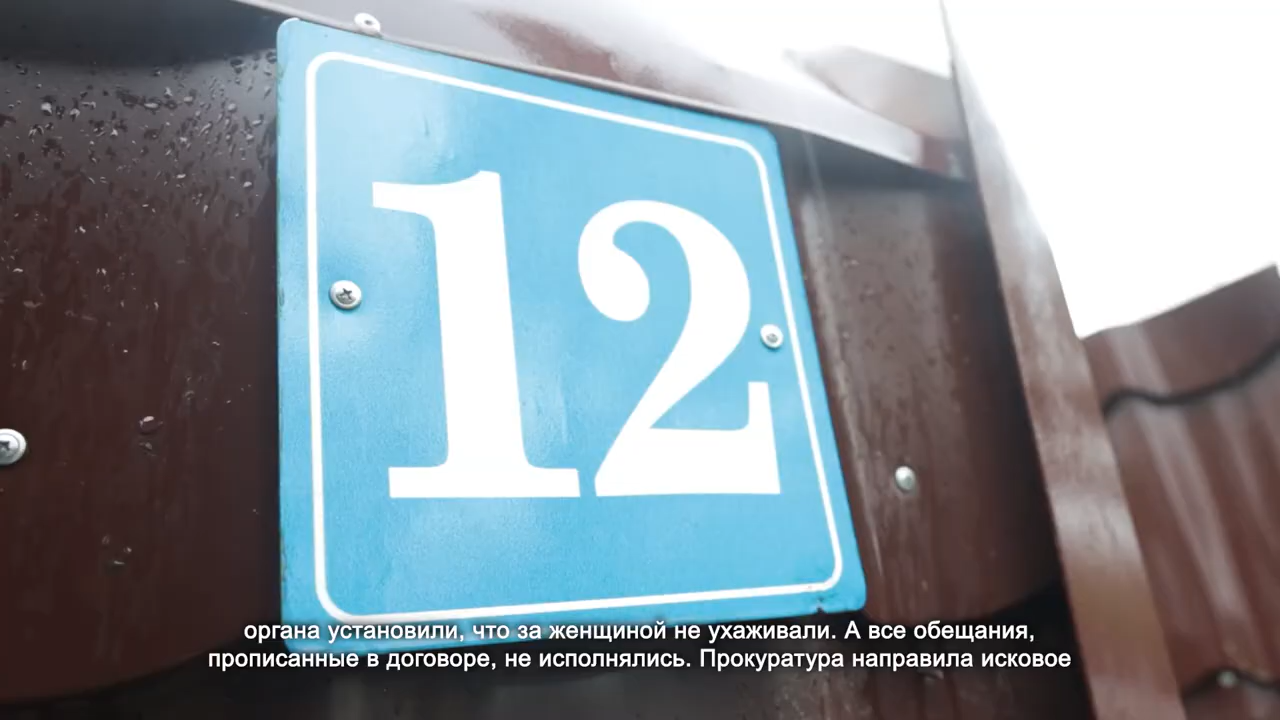 12
органа установили, что за женщиной не ухаживали. А все обещания,
прописанные в договоре, не исполнялись. Прокуратура направила исковое